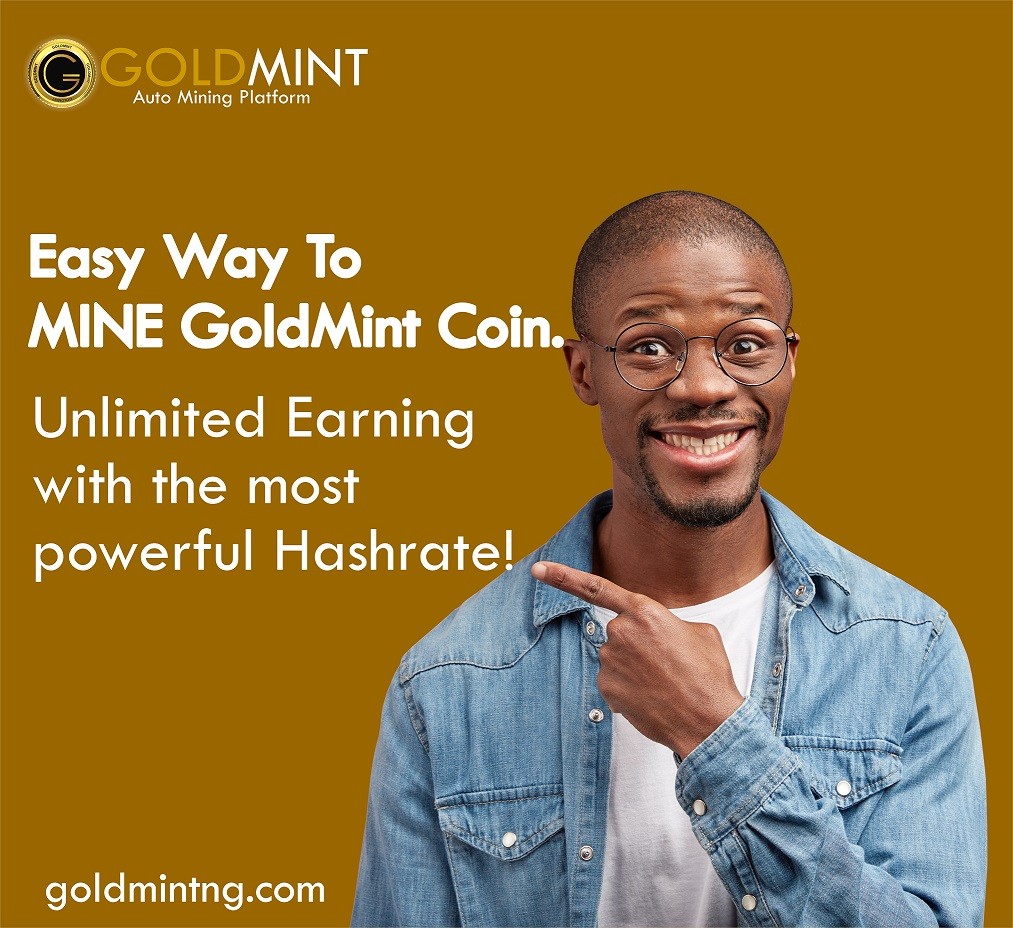 GOLDMINT
Auto Mining Platform
Easy Way To
MINE GoldMint Coin.
Unlimited Earning
with the most
powerful Hashrate!
goldmintng.com